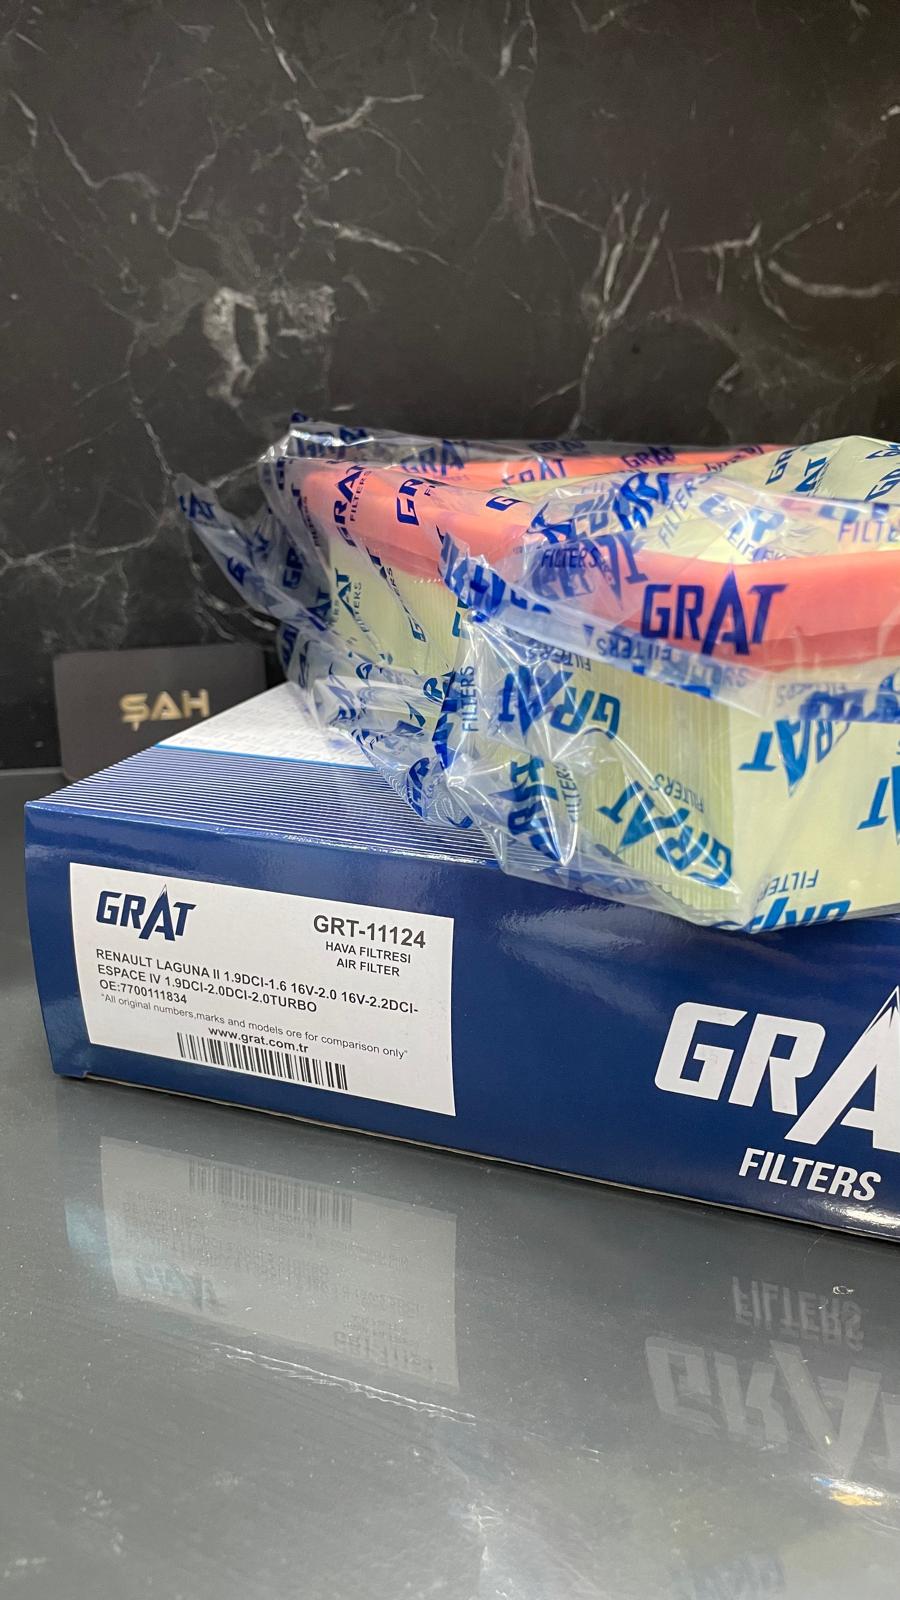 GRAT
GRAT
FILTERS
ŞAH
GRAT
GRT-11124
HAVA FILTRESI
AIR FILTER
RENAULT LAGUNA II 1.9DCI-1.6 16V-2.0 16V-2.2DCI-
ESPACE IV 1.9DCI-2.0DCI-2.0TURBO
OE:7700111834
"All original numbers,marks and models ore for comparison only"
www.grat.com.tr
GRA
FILTERS